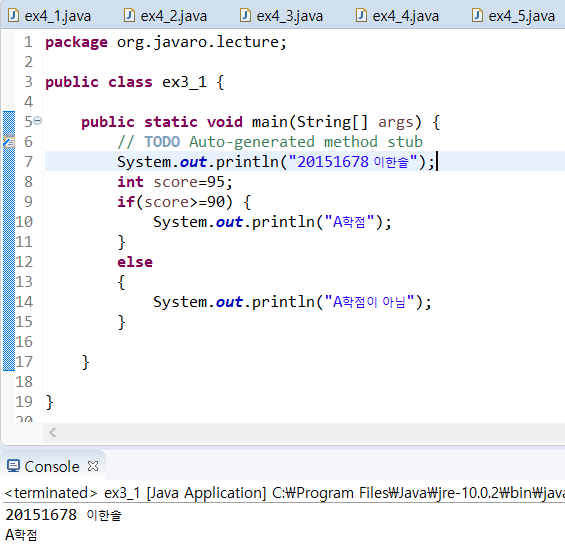 ex4_1.java ex4_2.java ex4_3.java ex4_4.java ex4_5.java
1 package org.javaro.lecture;
2
3 public class ex3_1 {
4
5 public static void main(String[] args) {
6 // TODO Auto-generated method stub
7 System.out.println("20151678 이한솔");
8 int score=95;
9 if(score>=90) {
10 System.out.println("A학점");
11 }
12 else
13 {
14 System.out.println("A학점이 아님");
15 }
16
17 }
18
19 }
20
Console
<terminated> ex3_1 [Java Application] C:₩Program Files₩Java₩jre-10.0.2₩bin₩java
20151678 이한솔
A학점